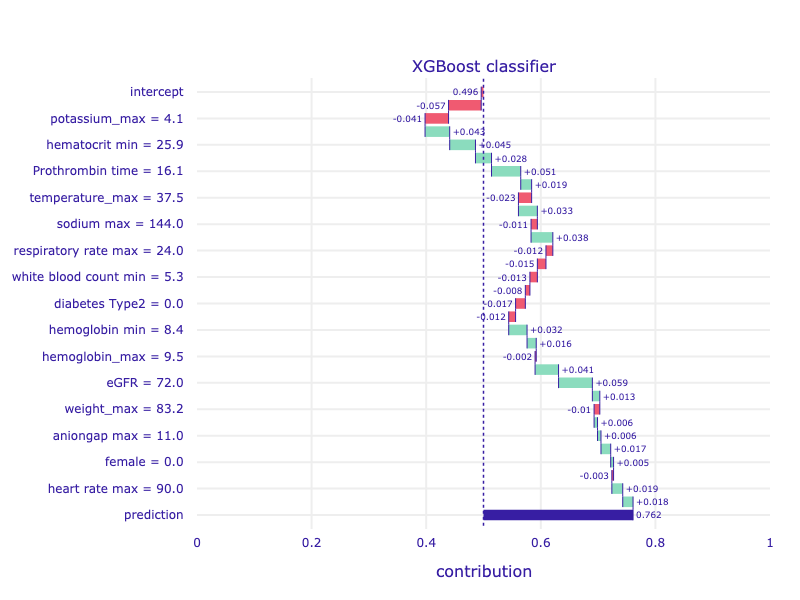 XGBoost classifier
intercept
0.496
-0.057
potassium_max = 4.1
-0.041
+0.043
hematocrit min = 25.9
+0.045
+0.028
Prothrombin time = 16.1
+0.051
+0.019
temperature_max = 37.5
-0.023
+0.033
sodium max = 144.0
-0.011
+0.038
respiratory rate max = 24.0
-0.012
-0.015
white blood count min = 5.3
-0.013
-0.008
diabetes Type2 = 0.0
-0.017
-0.012
hemoglobin min = 8.4
+0.032
+0.016
hemoglobin_max = 9.5
-0.002
+0.041
eGFR = 72.0
+0.059
+0.013
weight_max = 83.2
-0.01
+0.006
aniongap max = 11.0
+0.006
+0.017
female = 0.0
+0.005
-0.003
heart rate max = 90.0
+0.019
+0.018
prediction
0.762
0 0.2 0.4 0.6 0.8 1
contribution